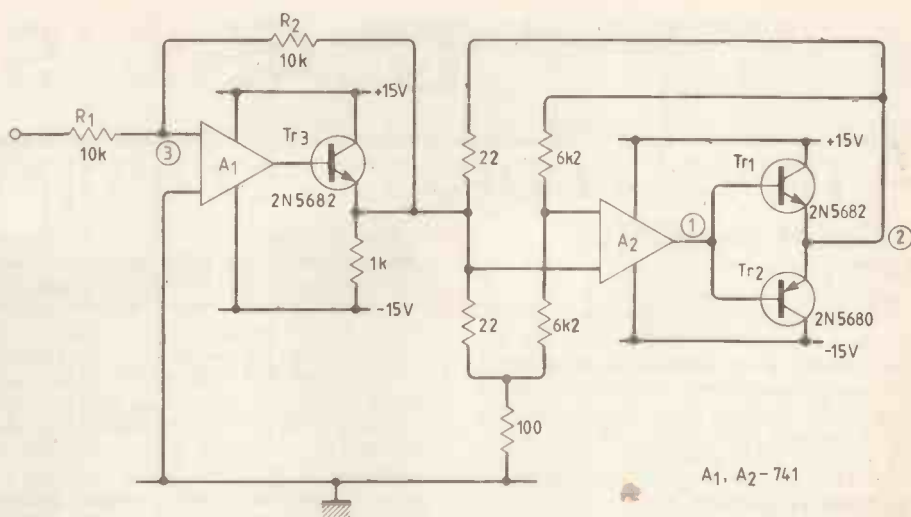 R2
10k
+15V
R1
10k
3
A1
Tr3
2N5682
1k
-15V
22
6k2
22
6k2
100
+15V
Tr1
2N5682
1
2
A2
Tr2
2N5680
-15V
A1, A2-741